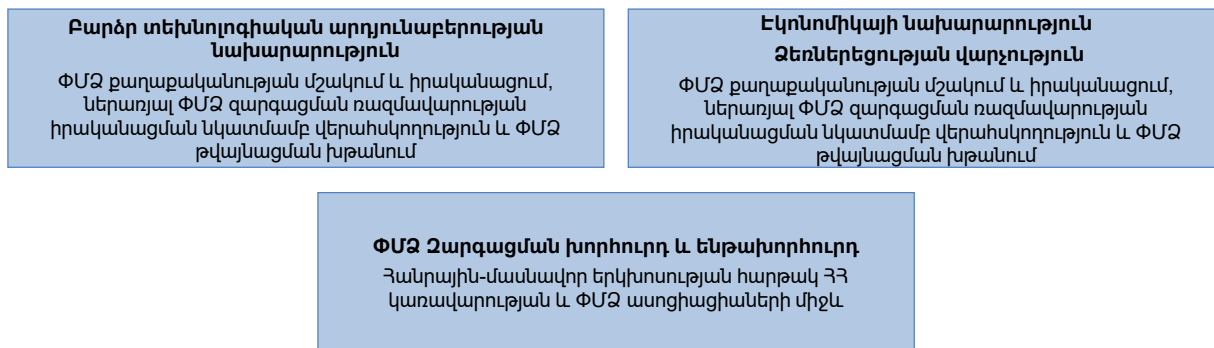 Բարձր տեխնոլոգիական արդյունաբերության
նախարարություն
ՓՄՁ քաղաքականության մշակում և իրականացում,
ներառյալ ՓՄՁ զարգացման ռազմավարության
իրականացման նկատմամբ վերահսկողություն և ՓՄՁ
թվայնացման խթանում
Էկոնոմիկայի նախարարություն
Ձեռներեցության վարչություն
ՓՄՁ քաղաքականության մշակում և իրականացում,
ներառյալ ՓՄՁ զարգացման ռազմավարության
իրականացման նկատմամբ վերահսկողություն և ՓՄՁ
թվայնացման խթանում
ՓՄՁ Զարգացման խորհուրդ և ենթախորհուրդ
Հանրային-մասնավոր երկխոսության հարթակ ՀՀ
կառավարության և ՓՄՁ ասոցիացիաների միջև